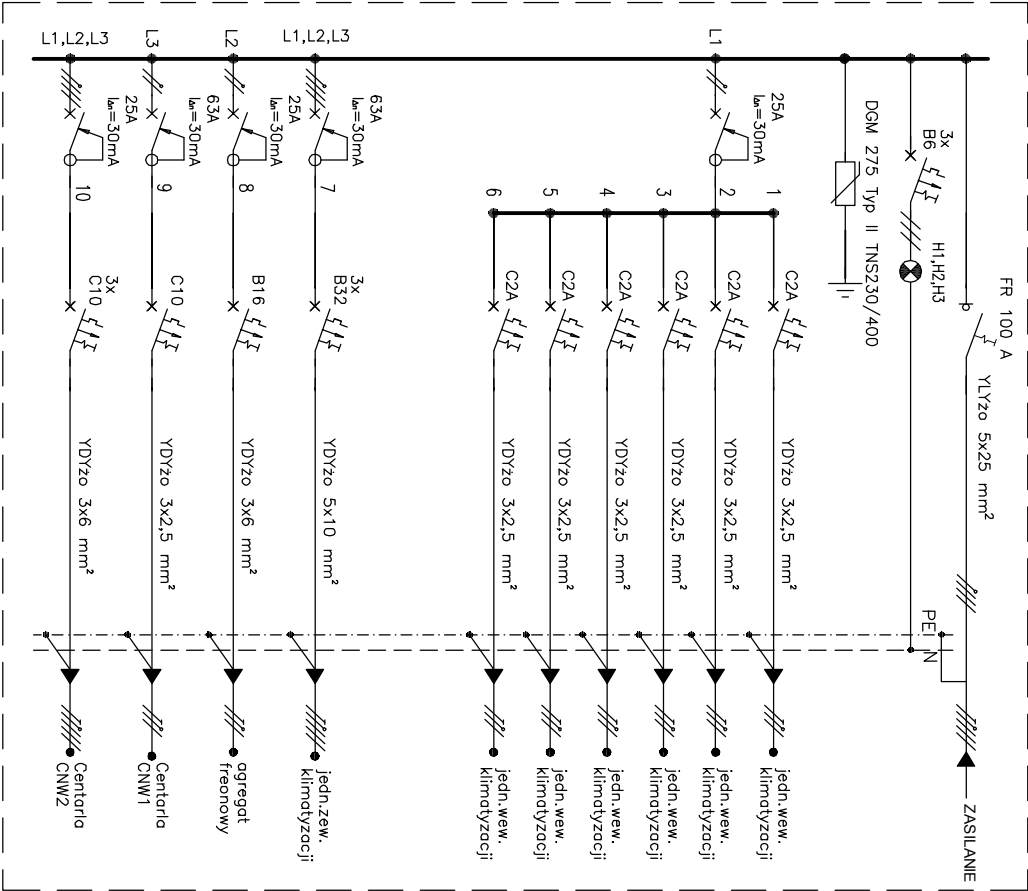 L1,L2,L3
L3
L2
L1,L2,L3
L1
25A
I∆n=30mA
63A
I∆n=30mA
25A
I∆n=30mA
63A
I∆n=30mA
25A
I∆n=30mA
DGM 275 Typ II TNS230/400
3x
B6
H1,H2,H3
FR 100 A
YLYżo 5x25 mm²
10
9
8
7
6
5
4
3
2
1
3x
C10
C10
B16
3x
B32
C2A
C2A
C2A
C2A
C2A
C2A
YDYżo 3x6 mm²
YDYżo 3x2,5 mm²
YDYżo 3x6 mm²
YDYżo 5x10 mm²
YDYżo 3x2,5 mm²
YDYżo 3x2,5 mm²
YDYżo 3x2,5 mm²
YDYżo 3x2,5 mm²
YDYżo 3x2,5 mm²
YDYżo 3x2,5 mm²
PE
N
Centarla
CNW2
Centarla
CNW1
agregat
freonowy
jedn.zew.
klimatyzacji
jedn.wew.
klimatyzacji
jedn.wew.
klimatyzacji
jedn.wew.
klimatyzacji
jedn.wew.
klimatyzacji
jedn.wew.
klimatyzacji
jedn.wew.
klimatyzacji
ZASILANIE